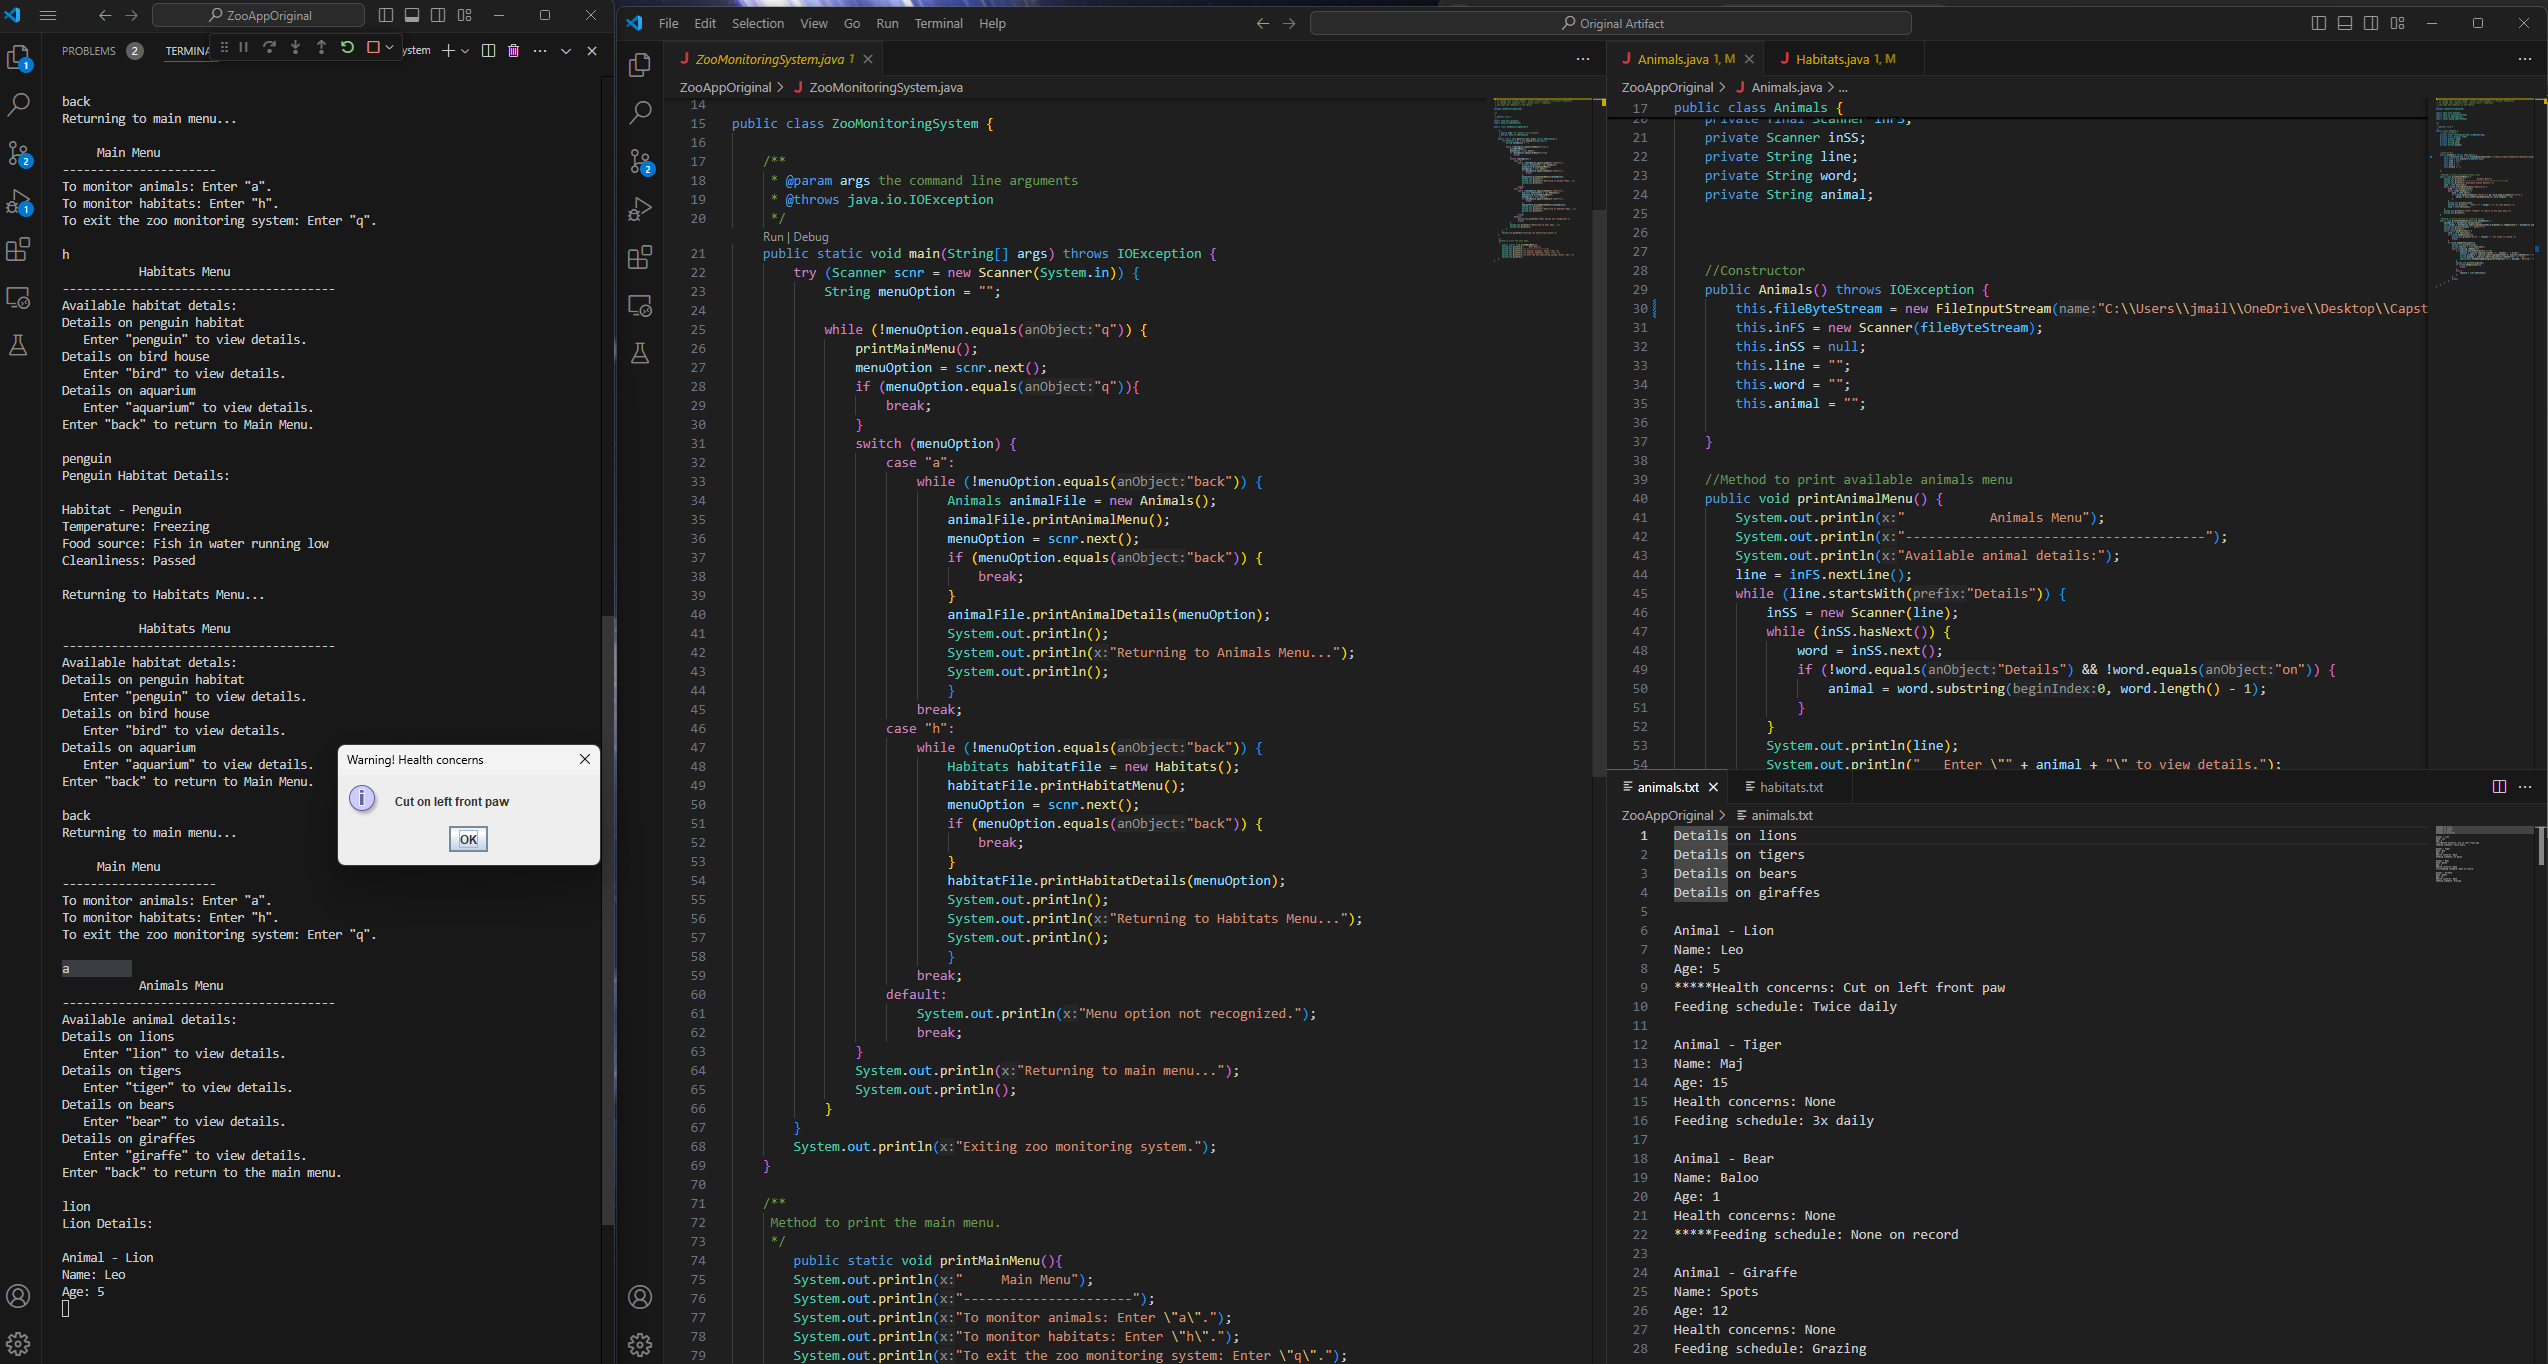 ZooAppOriginal
PROBLEMS 2 TERMINA ystem
back
Returning to main menu...
Main Menu
----------------------
To monitor animals: Enter "a".
To monitor habitats: Enter "h".
To exit the zoo monitoring system: Enter "q".
h
Habitats Menu
---------------------------------------
Available habitat detals:
Details on penguin habitat
Enter "penguin" to view details.
Details on bird house
Enter "bird" to view details.
Details on aquarium
Enter "aquarium" to view details.
Enter "back" to return to Main Menu.
penguin
Penguin Habitat Details:
Habitat - Penguin
Temperature: Freezing
Food source: Fish in water running low
Cleanliness: Passed
Returning to Habitats Menu...
Habitats Menu
---------------------------------------
Available habitat detals:
Details on penguin habitat
Enter "penguin" to view details.
Details on bird house
Enter "bird" to view details.
Details on aquarium
Enter "aquarium" to view details.
Enter "back" to return to Main Menu.
back
Returning to main menu...
Main Menu
----------------------
To monitor animals: Enter "a".
To monitor habitats: Enter "h".
To exit the zoo monitoring system: Enter "q".
a
Animals Menu
---------------------------------------
Available animal details:
Details on lions
Enter "lion" to view details.
Details on tigers
Enter "tiger" to view details.
Details on bears
Enter "bear" to view details.
Details on giraffes
Enter "giraffe" to view details.
Enter "back" to return to the main menu.
lion
Lion Details:
Animal - Lion
Name: Leo
Age: 5
Warning! Health concerns
Cut on left front paw
OK
File Edit Selection View Go Run Terminal Help
Original Artifact
ZooMonitoringSystem.java 1
ZooAppOriginal > ZooMonitoringSystem.java
14
15 public class ZooMonitoringSystem {
16
17 /**
18 * @param args the command line arguments
19 * @throws java.io.IOException
20 */
Run | Debug
21 public static void main(String[] args) throws IOException {
22 try (Scanner scnr = new Scanner(System.in)) {
23 String menuOption = "";
24
25 while (!menuOption.equals(anObject:"q")) {
26 printMainMenu();
27 menuOption = scnr.next();
28 if (menuOption.equals(anObject:"q")){
29 break;
30 }
31 switch (menuOption) {
32 case "a":
33 while (!menuOption.equals(anObject:"back")) {
34 Animals animalFile = new Animals();
35 animalFile.printAnimalMenu();
36 menuOption = scnr.next();
37 if (menuOption.equals(anObject:"back")) {
38 break;
39 }
40 animalFile.printAnimalDetails(menuOption);
41 System.out.println();
42 System.out.println(x:"Returning to Animals Menu...");
43 System.out.println();
44 }
45 break;
46 case "h":
47 while (!menuOption.equals(anObject:"back")) {
48 Habitats habitatFile = new Habitats();
49 habitatFile.printHabitatMenu();
50 menuOption = scnr.next();
51 if (menuOption.equals(anObject:"back")) {
52 break;
53 }
54 habitatFile.printHabitatDetails(menuOption);
55 System.out.println();
56 System.out.println(x:"Returning to Habitats Menu...");
57 System.out.println();
58 }
59 break;
60 default:
61 System.out.println(x:"Menu option not recognized.");
62 break;
63 }
64 System.out.println(x:"Returning to main menu...");
65 System.out.println();
66 }
67 }
68 System.out.println(x:"Exiting zoo monitoring system.");
69 }
70
71 /**
72 Method to print the main menu.
73 */
74 public static void printMainMenu(){
75 System.out.println(x:"     Main Menu");
76 System.out.println(x:"----------------------");
77 System.out.println(x:"To monitor animals: Enter \"a\".");
78 System.out.println(x:"To monitor habitats: Enter \"h\".");
79 System.out.println(x:"To exit the zoo monitoring system: Enter \"q\".");
Animals.java 1, M Habitats.java 1, M
ZooAppOriginal > Animals.java > ...
17 public class Animals {
20 private final Scanner inFS;
21 private Scanner inSS;
22 private String line;
23 private String word;
24 private String animal;
25
26
27
28 //Constructor
29 public Animals() throws IOException {
30 this.fileByteStream = new FileInputStream(name:"C:\\Users\\jmail\\OneDrive\\Desktop\\Capst
31 this.inFS = new Scanner(fileByteStream);
32 this.inSS = null;
33 this.line = "";
34 this.word = "";
35 this.animal = "";
36
37 }
38
39 //Method to print available animals menu
40 public void printAnimalMenu() {
41 System.out.println(x:"           Animals Menu");
42 System.out.println(x:"---------------------------------------");
43 System.out.println(x:"Available animal details:");
44 line = inFS.nextLine();
45 while (line.startsWith(prefix:"Details")) {
46 inSS = new Scanner(line);
47 while (inSS.hasNext()) {
48 word = inSS.next();
49 if (!word.equals(anObject:"Details") && !word.equals(anObject:"on")) {
50 animal = word.substring(beginIndex:0, word.length() - 1);
51 }
52 }
53 System.out.println(line);
54 System.out.println("   Enter \"" + animal + "\" to view details.");
animals.txt habitats.txt
ZooAppOriginal > animals.txt
1 Details on lions
2 Details on tigers
3 Details on bears
4 Details on giraffes
5
6 Animal - Lion
7 Name: Leo
8 Age: 5
9 *****Health concerns: Cut on left front paw
10 Feeding schedule: Twice daily
11
12 Animal - Tiger
13 Name: Maj
14 Age: 15
15 Health concerns: None
16 Feeding schedule: 3x daily
17
18 Animal - Bear
19 Name: Baloo
20 Age: 1
21 Health concerns: None
22 *****Feeding schedule: None on record
23
24 Animal - Giraffe
25 Name: Spots
26 Age: 12
27 Health concerns: None
28 Feeding schedule: Grazing